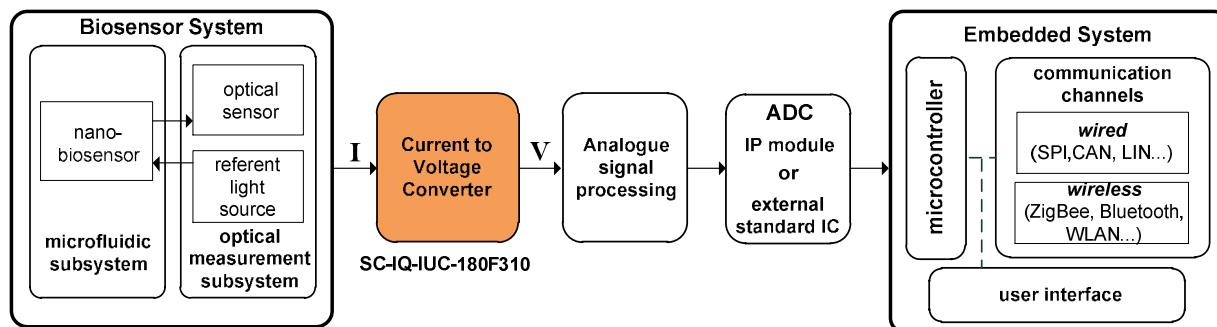 Biosensor System
nano-
biosensor
microfluidic
subsystem
optical
sensor
referent
light
source
optical
measurement
subsystem
I
Current to
Voltage
Converter
SC-IQ-IUC-180F310
V
Analogue
signal
processing
ADC
IP module
or
external
standard IC
Embedded System
microcontroller
communication
channels
wired
(SPI,CAN, LIN...)
wireless
(ZigBee, Bluetooth,
WLAN...)
user interface